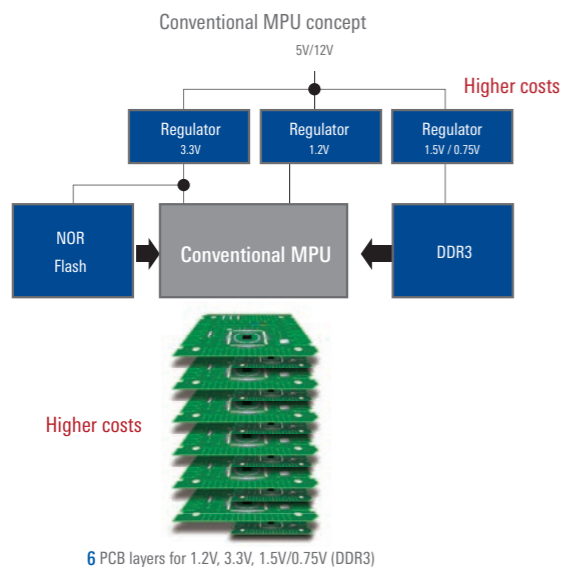 Conventional MPU concept
5V/12V
Higher costs
Regulator
3.3V
Regulator
1.2V
Regulator
1.5V / 0.75V
NOR
Flash
Conventional MPU
DDR3
Higher costs
6 PCB layers for 1.2V, 3.3V, 1.5V/0.75V (DDR3)